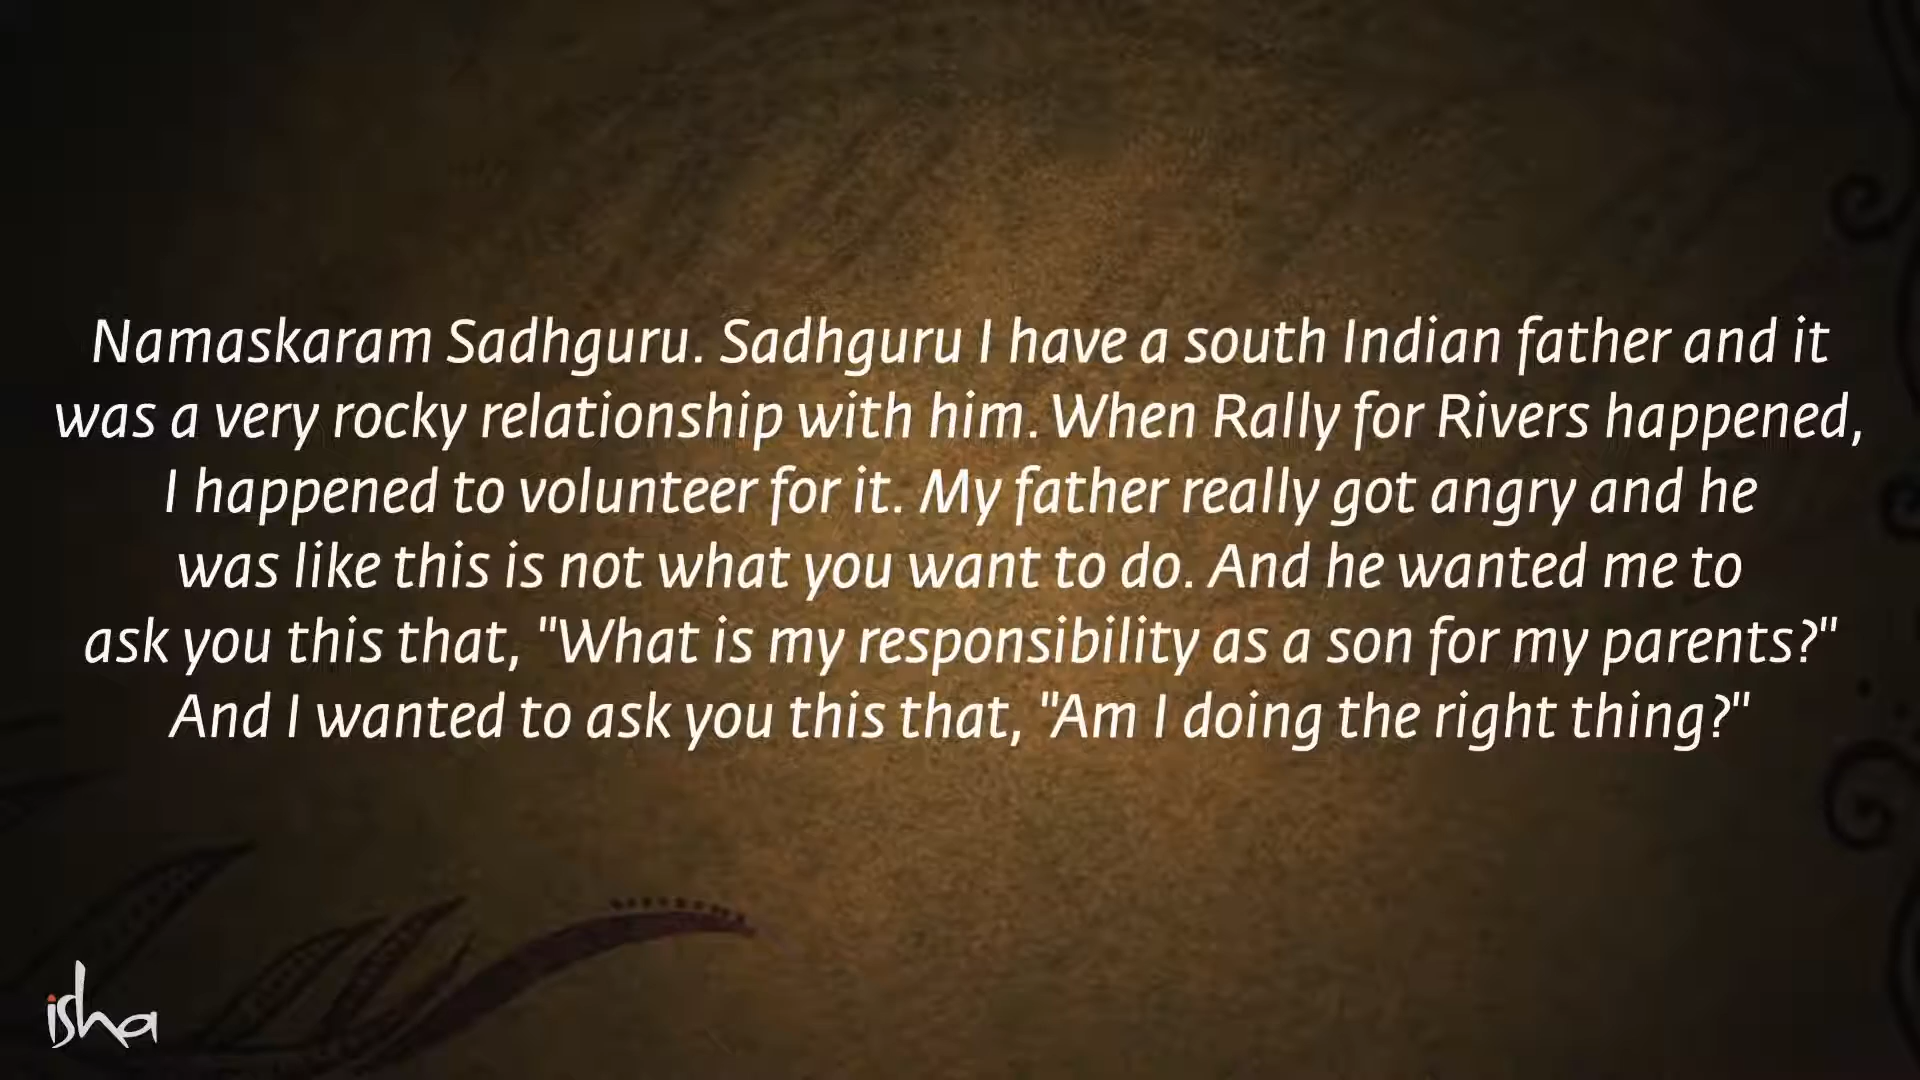 Namaskaram Sadhguru. Sadhguru I have a south Indian father and it
was a very rocky relationship with him. When Rally for Rivers happened,
I happened to volunteer for it. My father really got angry and he
was like this is not what you want to do. And he wanted me to
ask you this that, "What is my responsibility as a son for my parents?"
And I wanted to ask you this that, "Am I doing the right thing?"
isha